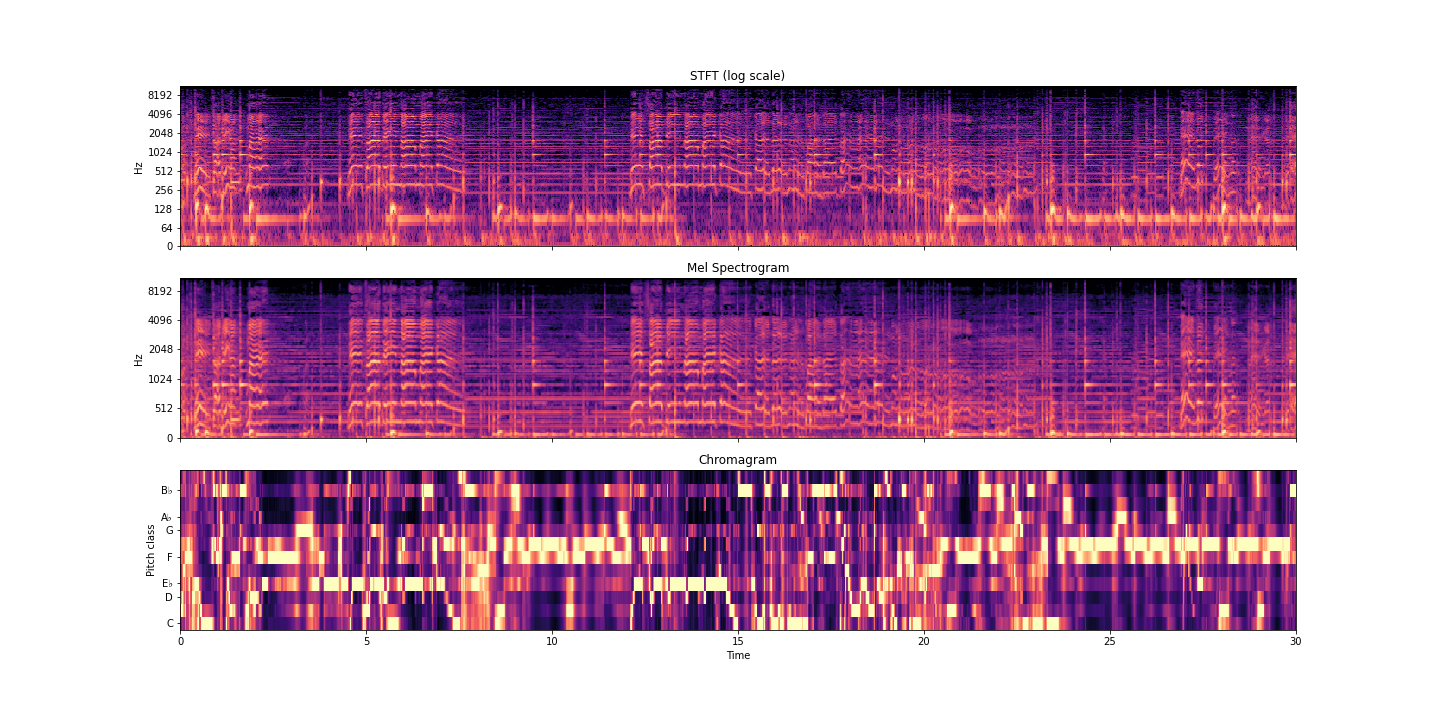 STFT (log scale)
8192
4096
2048
1024
512
256
128
64
0
Hz
Mel Spectrogram
8192
4096
2048
1024
512
0
Hz
Chromagram
B♭
A♭
G
F
E♭
D
C
Pitch class
0 5 10 15 20 25 30
Time